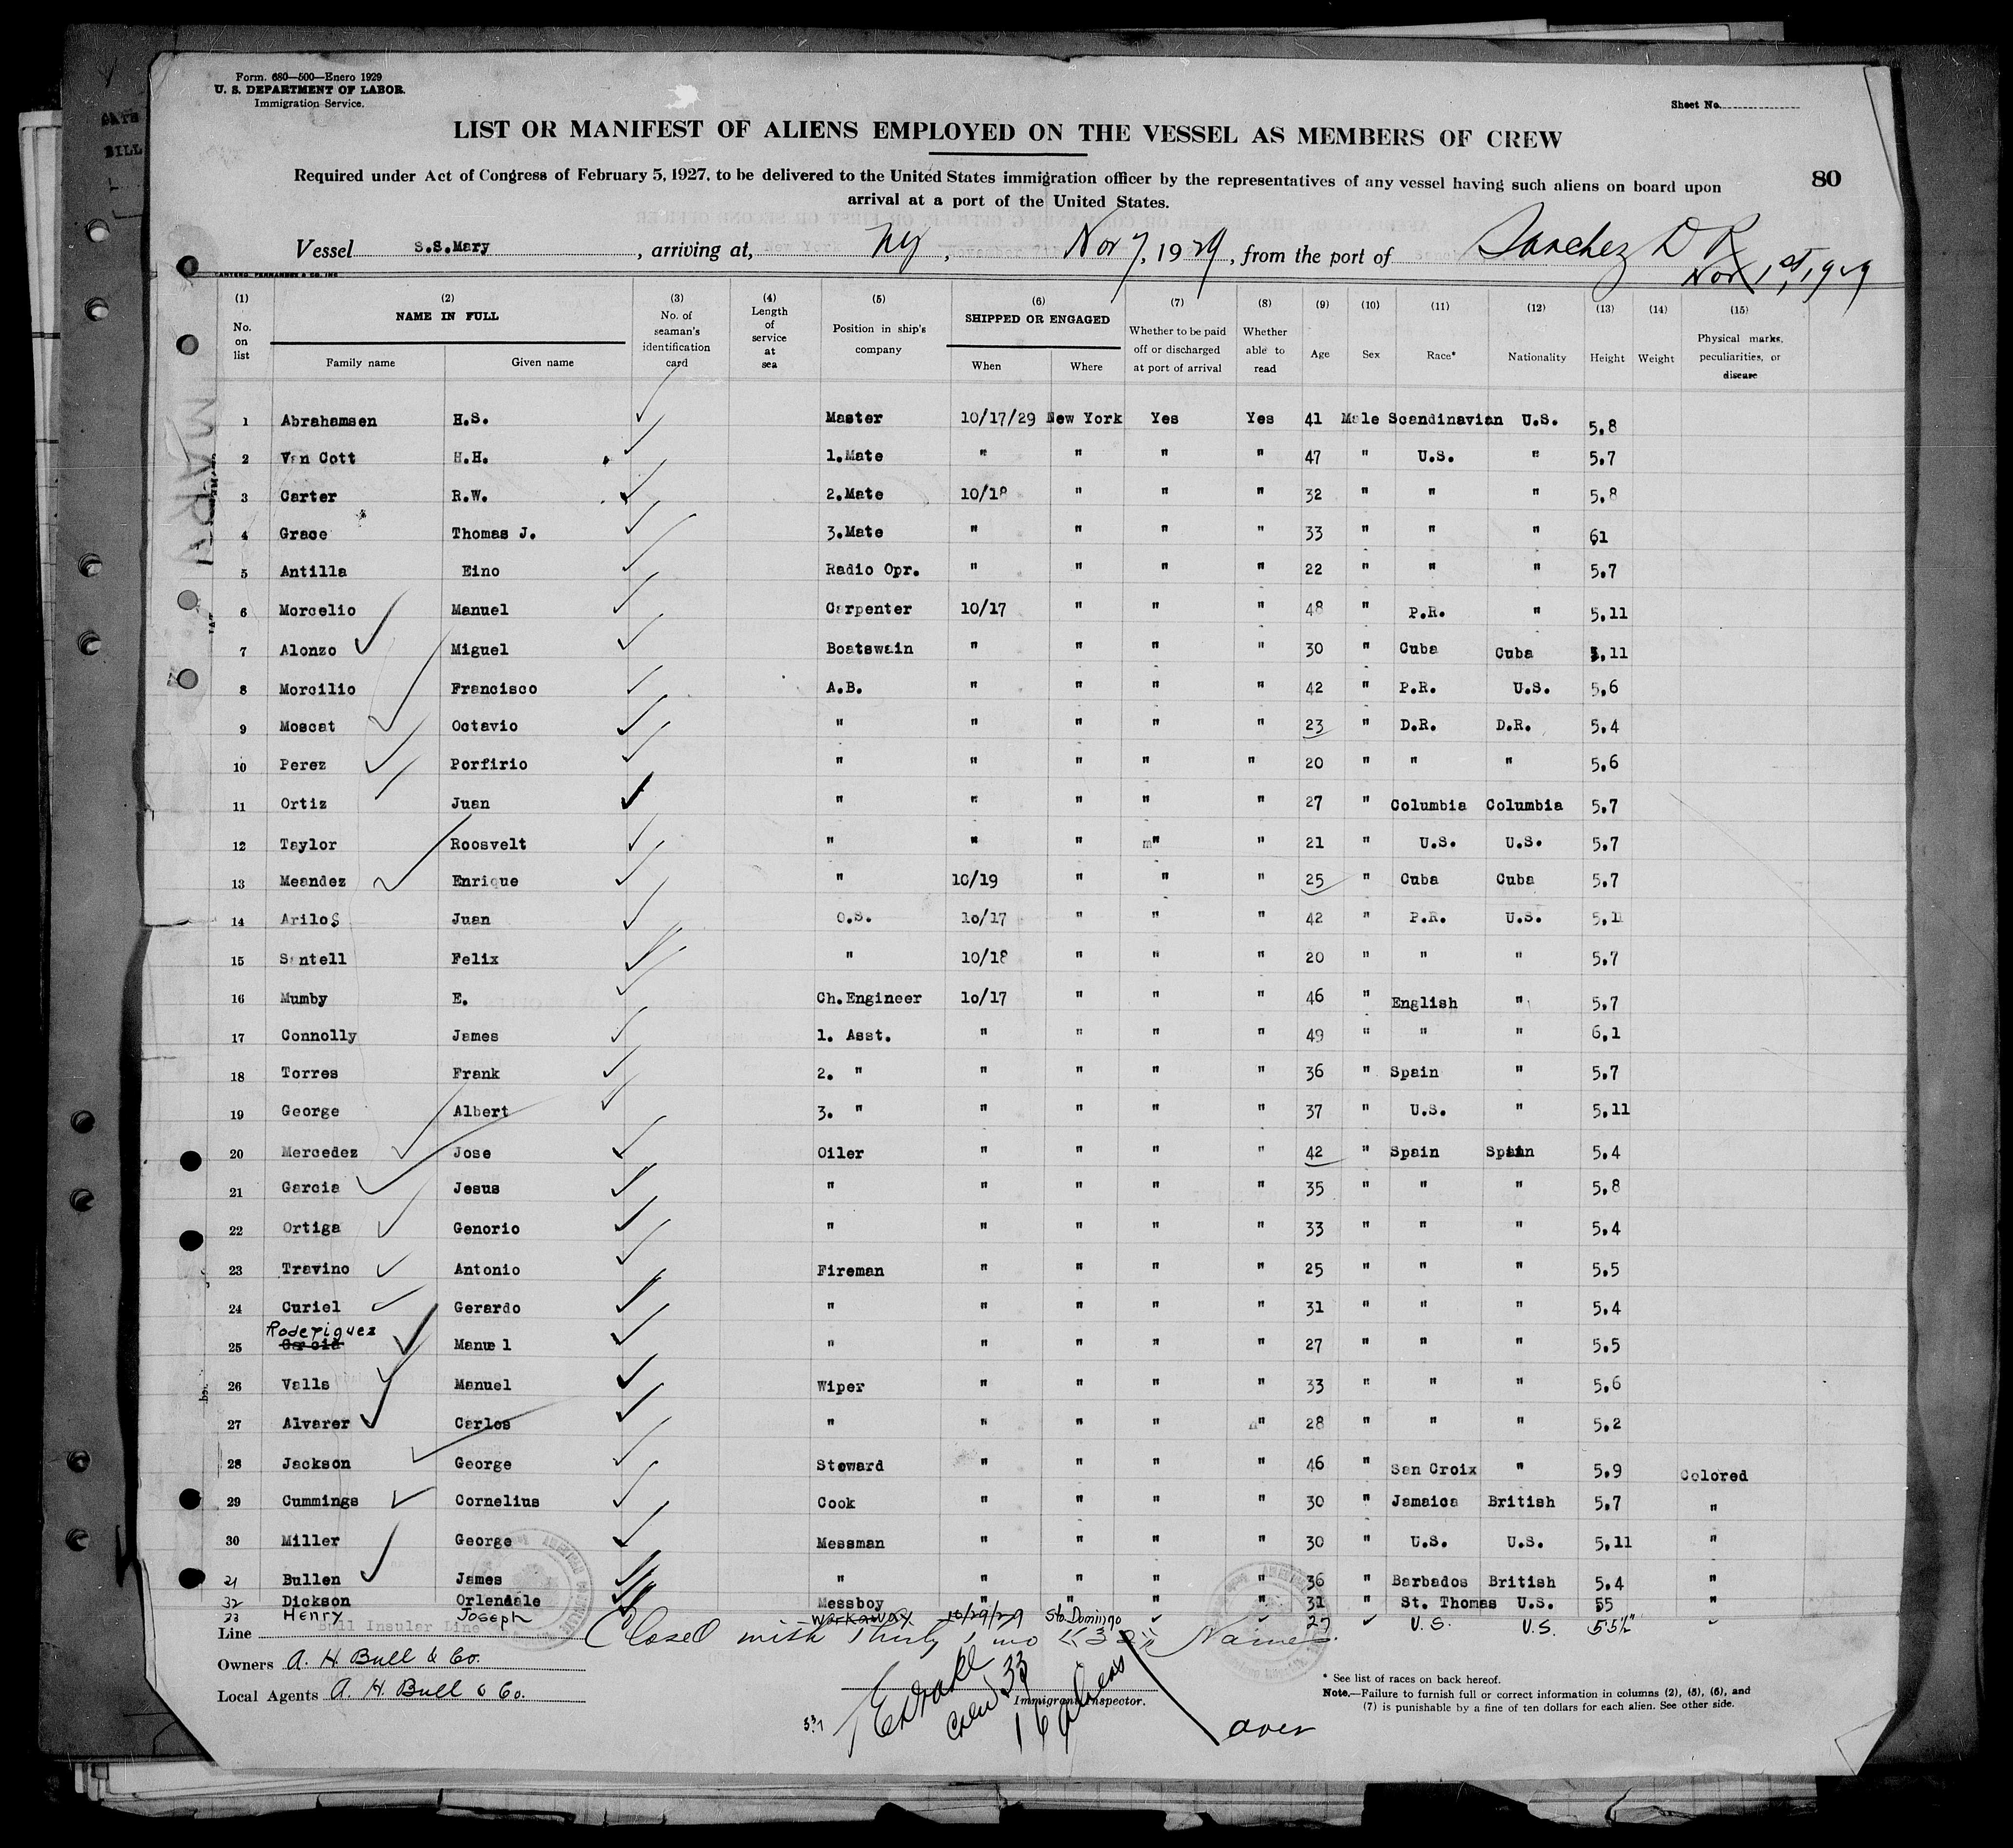 Form. 680—500—Enero 1929
U. S. DEPARTMENT OF LABOR.
Immigration Service.
Sheet No.
LIST OR MANIFEST OF ALIENS EMPLOYED ON THE VESSEL AS MEMBERS OF CREW
80
Required under Act of Congress of February 5, 1927, to be delivered to the United States immigration officer by the representatives of any vessel having such aliens on board upon
arrival at a port of the United States.
Vessel S.S.Mary, arriving at, NY, Nov 7, 1929, from the port of Sanchez D R
Nov 1st, 1929
(1) (2) (3) (4) (5) (6) (7) (8) (9) (10) (11) (12) (13) (14) (15)
No. on list NAME IN FULL Family name Given name No. of seaman's identification card Length of service at sea Position in ship's company SHIPPED OR ENGAGED When Where Whether to be paid off or discharged at port of arrival Whether able to read Age Sex Race* Nationality Height Weight Physical marks, peculiarities, or disease
1 Abrahamsen H.S. Master 10/17/29 New York Yes Yes 41 Male Scandinavian U.S. 5.8
2 Van Cott H.H. 1.Mate " " " " 47 " U.S. " 5.7
3 Carter R.W. 2.Mate 10/18 " " " 32 " " " 5.8
4 Grace Thomas J. 3.Mate " " " " 33 " " " 61
5 Antilla Eino Radio Opr. " " " " 22 " " " 5.7
6 Morcelio Manuel Carpenter 10/17 " " " 48 " P.R. " 5.11
7 Alonzo Miguel Boatswain " " " " 30 " Cuba Cuba 5.11
8 Morcilio Francisco A.B. " " " " 42 " P.R. U.S. 5.6
9 Moscat Octavio " " " " " 23 " D.R. D.R. 5.4
10 Perez Porfirio " " " " " 20 " " " 5.6
11 Ortiz Juan " " " " " 27 " Columbia Columbia 5.7
12 Taylor Roosvelt " " " " " 21 " U.S. U.S. 5.7
13 Meandez Enrique " 10/19 " " " 25 " Cuba Cuba 5.7
14 Arilos Juan O.S. 10/17 " " " 42 " P.R. U.S. 5.11
15 Santell Felix " 10/18 " " " 20 " " " 5.7
16 Mumby E. Ch.Engineer 10/17 " " " 46 " English " 5.7
17 Connolly James 1. Asst. " " " " 49 " " " 6.1
18 Torres Frank 2. " " " " " 36 " Spain " 5.7
19 George Albert 3. " " " " " 37 " U.S. " 5.11
20 Mercedez Jose Oiler " " " " 42 " Spain Spain 5.4
21 Garcia Jesus " " " " " 35 " " " 5.8
22 Ortiga Genorio " " " " " 33 " " " 5.4
23 Travino Antonio Fireman " " " " 25 " " " 5.5
24 Curiel Gerardo " " " " " 31 " " " 5.4
Roderiguez
25 Garcia Manuel " " " " " 27 " " " 5.5
26 Valls Manuel Wiper " " " " 33 " " " 5.6
27 Alvarer Carlos " " " " " 28 " " " 5.2
28 Jackson George Steward " " " " 46 " San Croix " 5.9 Colored
29 Cummings Cornelius Cook " " " " 30 " Jamaica British 5.7 "
30 Miller George Messman " " " " 30 " U.S. U.S. 5.11 "
31 Bullen James " " " " " 36 " Barbados British 5.4 "
32 Dickson Orlendale Messboy " " " " 31 " St. Thomas U.S. 55 "
33 Henry Joseph Workaway 10/29/29 Sto. Domingo 27 U.S. U.S. 5 5½"
Line Bull Insular Line Closed with thirty two «32» Names.
Owners A. H. Bull & Co.
Local Agents A. H. Bull & Co.
Crew 33
16 aliens
Immigrant Inspector.
over
* See list of races on back hereof.
Note.—Failure to furnish full or correct information in columns (2), (5), (6), and
(7) is punishable by a fine of ten dollars for each alien. See other side.